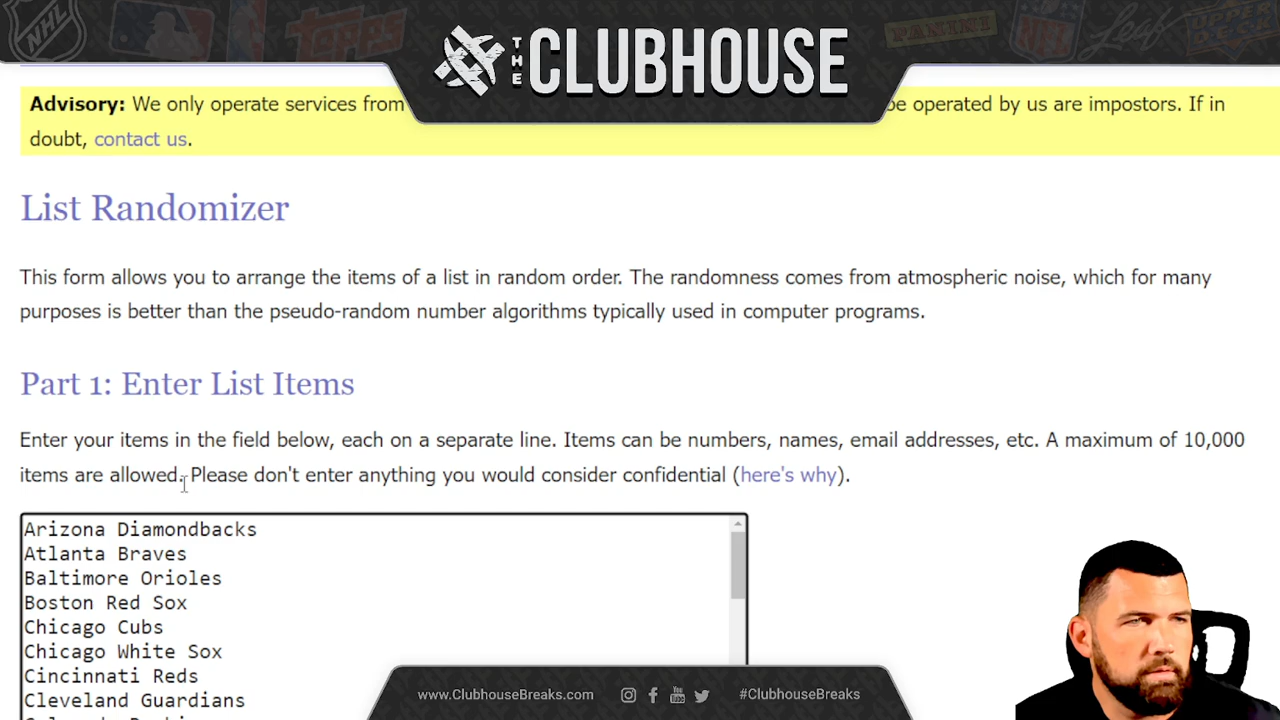 NHL
topps
PANINI
NFL
Leaf
UPPER
DECK
THE CLUBHOUSE
Advisory: We only operate services from
be operated by us are impostors. If in
doubt, contact us.
List Randomizer
This form allows you to arrange the items of a list in random order. The randomness comes from atmospheric noise, which for many
purposes is better than the pseudo-random number algorithms typically used in computer programs.
Part 1: Enter List Items
Enter your items in the field below, each on a separate line. Items can be numbers, names, email addresses, etc. A maximum of 10,000
items are allowed. Please don't enter anything you would consider confidential (here's why).
Arizona Diamondbacks
Atlanta Braves
Baltimore Orioles
Boston Red Sox
Chicago Cubs
Chicago White Sox
Cincinnati Reds
Cleveland Guardians
www.ClubhouseBreaks.com
You
Tube
#ClubhouseBreaks